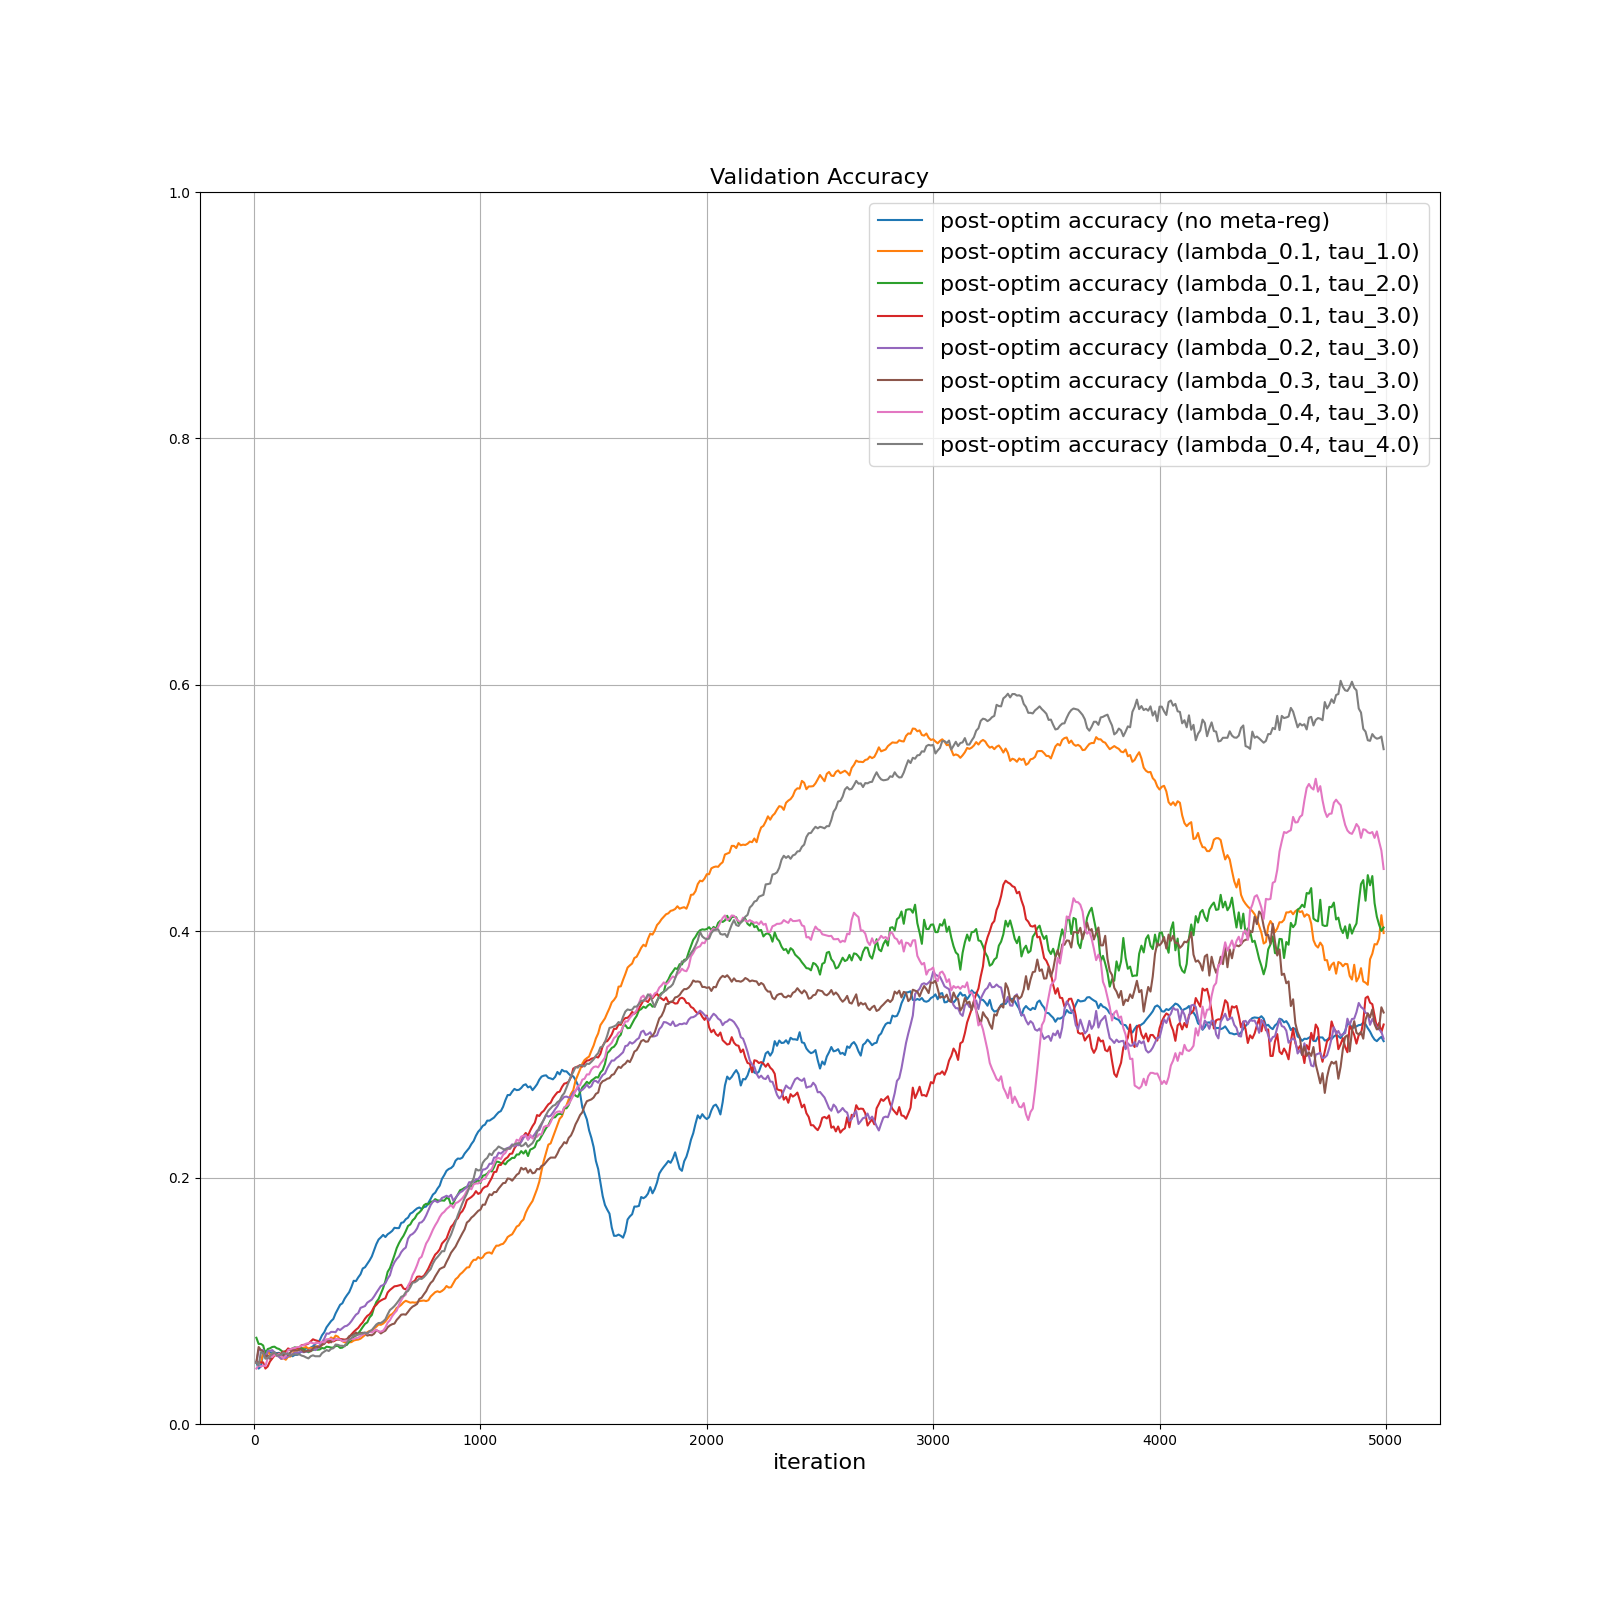 Validation Accuracy
1.0
0.8
0.6
0.4
0.2
0.0
post-optim accuracy (no meta-reg)
post-optim accuracy (lambda_0.1, tau_1.0)
post-optim accuracy (lambda_0.1, tau_2.0)
post-optim accuracy (lambda_0.1, tau_3.0)
post-optim accuracy (lambda_0.2, tau_3.0)
post-optim accuracy (lambda_0.3, tau_3.0)
post-optim accuracy (lambda_0.4, tau_3.0)
post-optim accuracy (lambda_0.4, tau_4.0)
0 1000 2000 3000 4000 5000
iteration